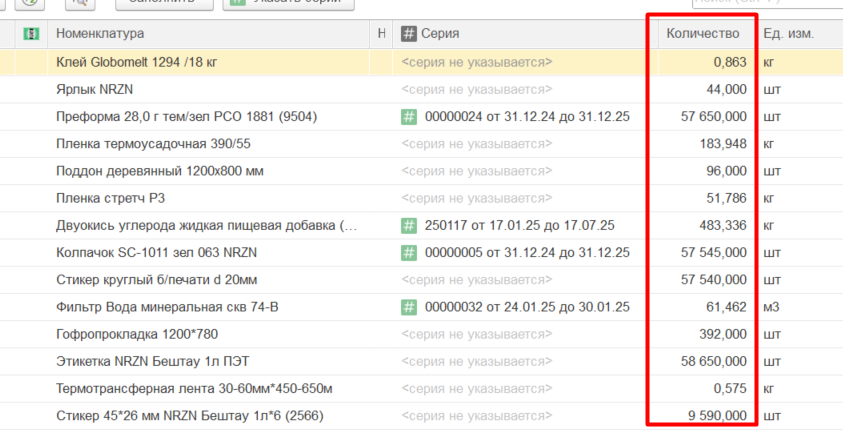 Заполнить # Указать серии Поиск (Ctrl+F)
Номенклатура Н # Серия Количество Ед. изм.
Клей Globomelt 1294 /18 кг <серия не указывается> 0,863 кг
Ярлык NRZN <серия не указывается> 44,000 шт
Преформа 28,0 г тем/зел PCO 1881 (9504) # 00000024 от 31.12.24 до 31.12.25 57 650,000 шт
Пленка термоусадочная 390/55 <серия не указывается> 183,948 кг
Поддон деревянный 1200x800 мм <серия не указывается> 96,000 шт
Пленка стретч Р3 <серия не указывается> 51,786 кг
Двуокись углерода жидкая пищевая добавка (... # 250117 от 17.01.25 до 17.07.25 483,336 кг
Колпачок SC-1011 зел 063 NRZN # 00000005 от 31.12.24 до 31.12.25 57 545,000 шт
Стикер круглый б/печати d 20мм <серия не указывается> 57 540,000 шт
Фильтр Вода минеральная скв 74-В # 00000032 от 24.01.25 до 30.01.25 61,462 м3
Гофропрокладка 1200*780 <серия не указывается> 392,000 шт
Этикетка NRZN Бештау 1л ПЭТ <серия не указывается> 58 650,000 шт
Термотрансферная лента 30-60мм*450-650м <серия не указывается> 0,575 кг
Стикер 45*26 мм NRZN Бештау 1л*6 (2566) <серия не указывается> 9 590,000 шт